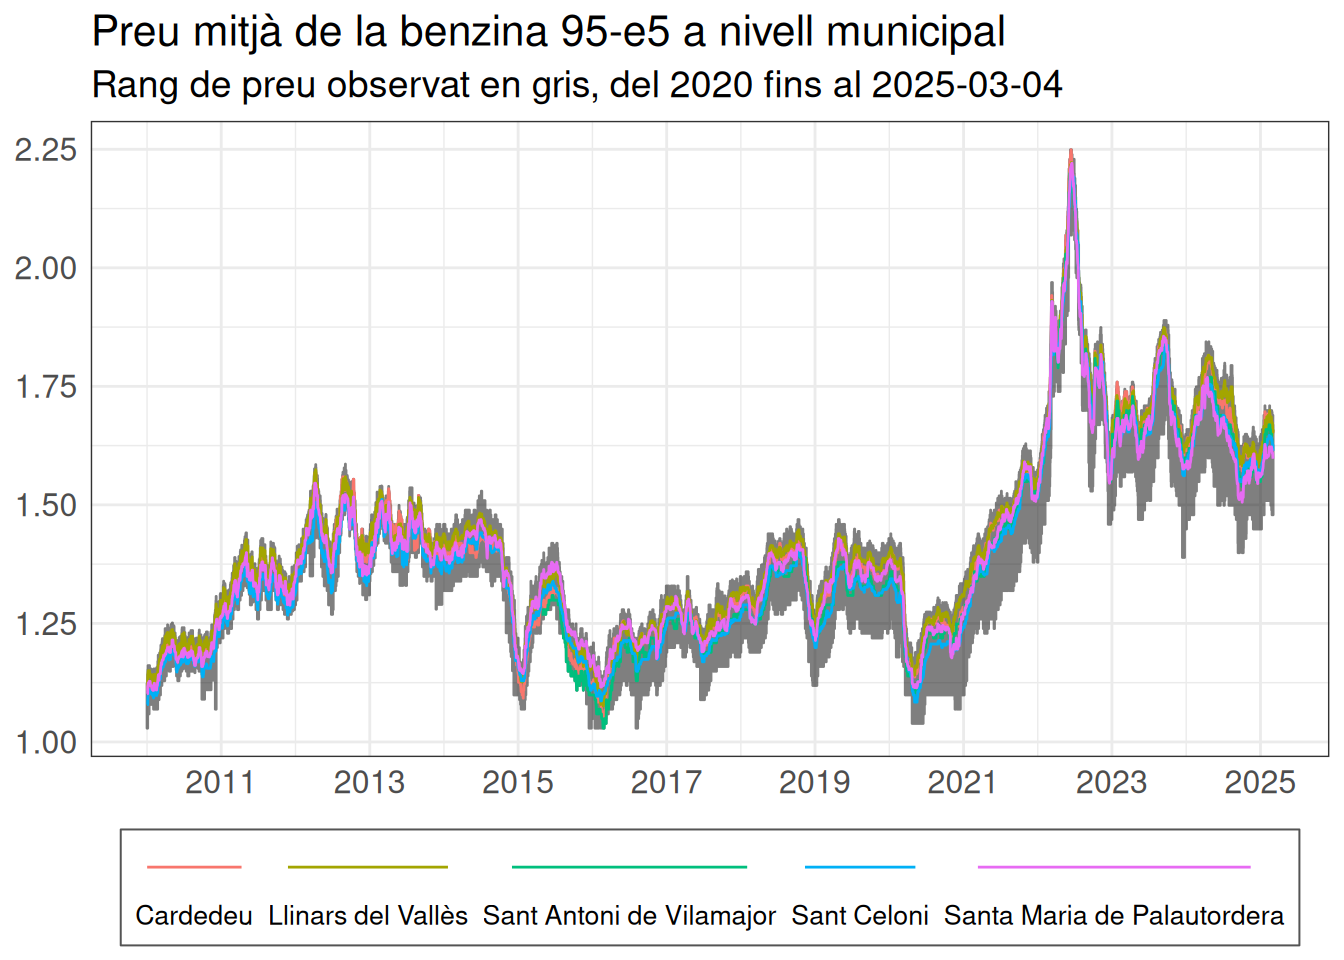 Preu mitjà de la benzina 95-e5 a nivell municipal
Rang de preu observat en gris, del 2020 fins al 2025-03-04
2.25
2.00
1.75
1.50
1.25
1.00
2011 2013 2015 2017 2019 2021 2023 2025
Cardedeu Llinars del Vallès Sant Antoni de Vilamajor Sant Celoni Santa Maria de Palautordera